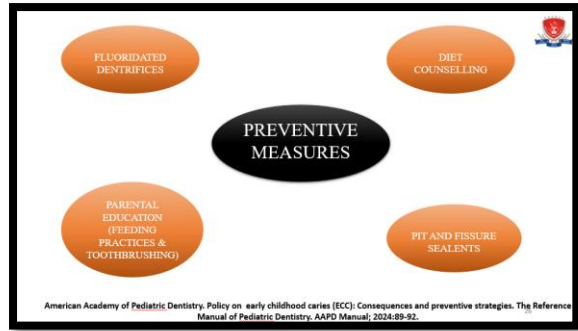 FLUORIDATED
DENTRIFICES
DIET
COUNSELLING
PREVENTIVE
MEASURES
PARENTAL
EDUCATION
(FEEDING
PRACTICES &
TOOTHBRUSHING)
PIT AND FISSURE
SEALENTS
American Academy of Pediatric Dentistry. Policy on early childhood caries (ECC): Consequences and preventive strategies. The Reference
Manual of Pediatric Dentistry. AAPD Manual; 2024:89-92.